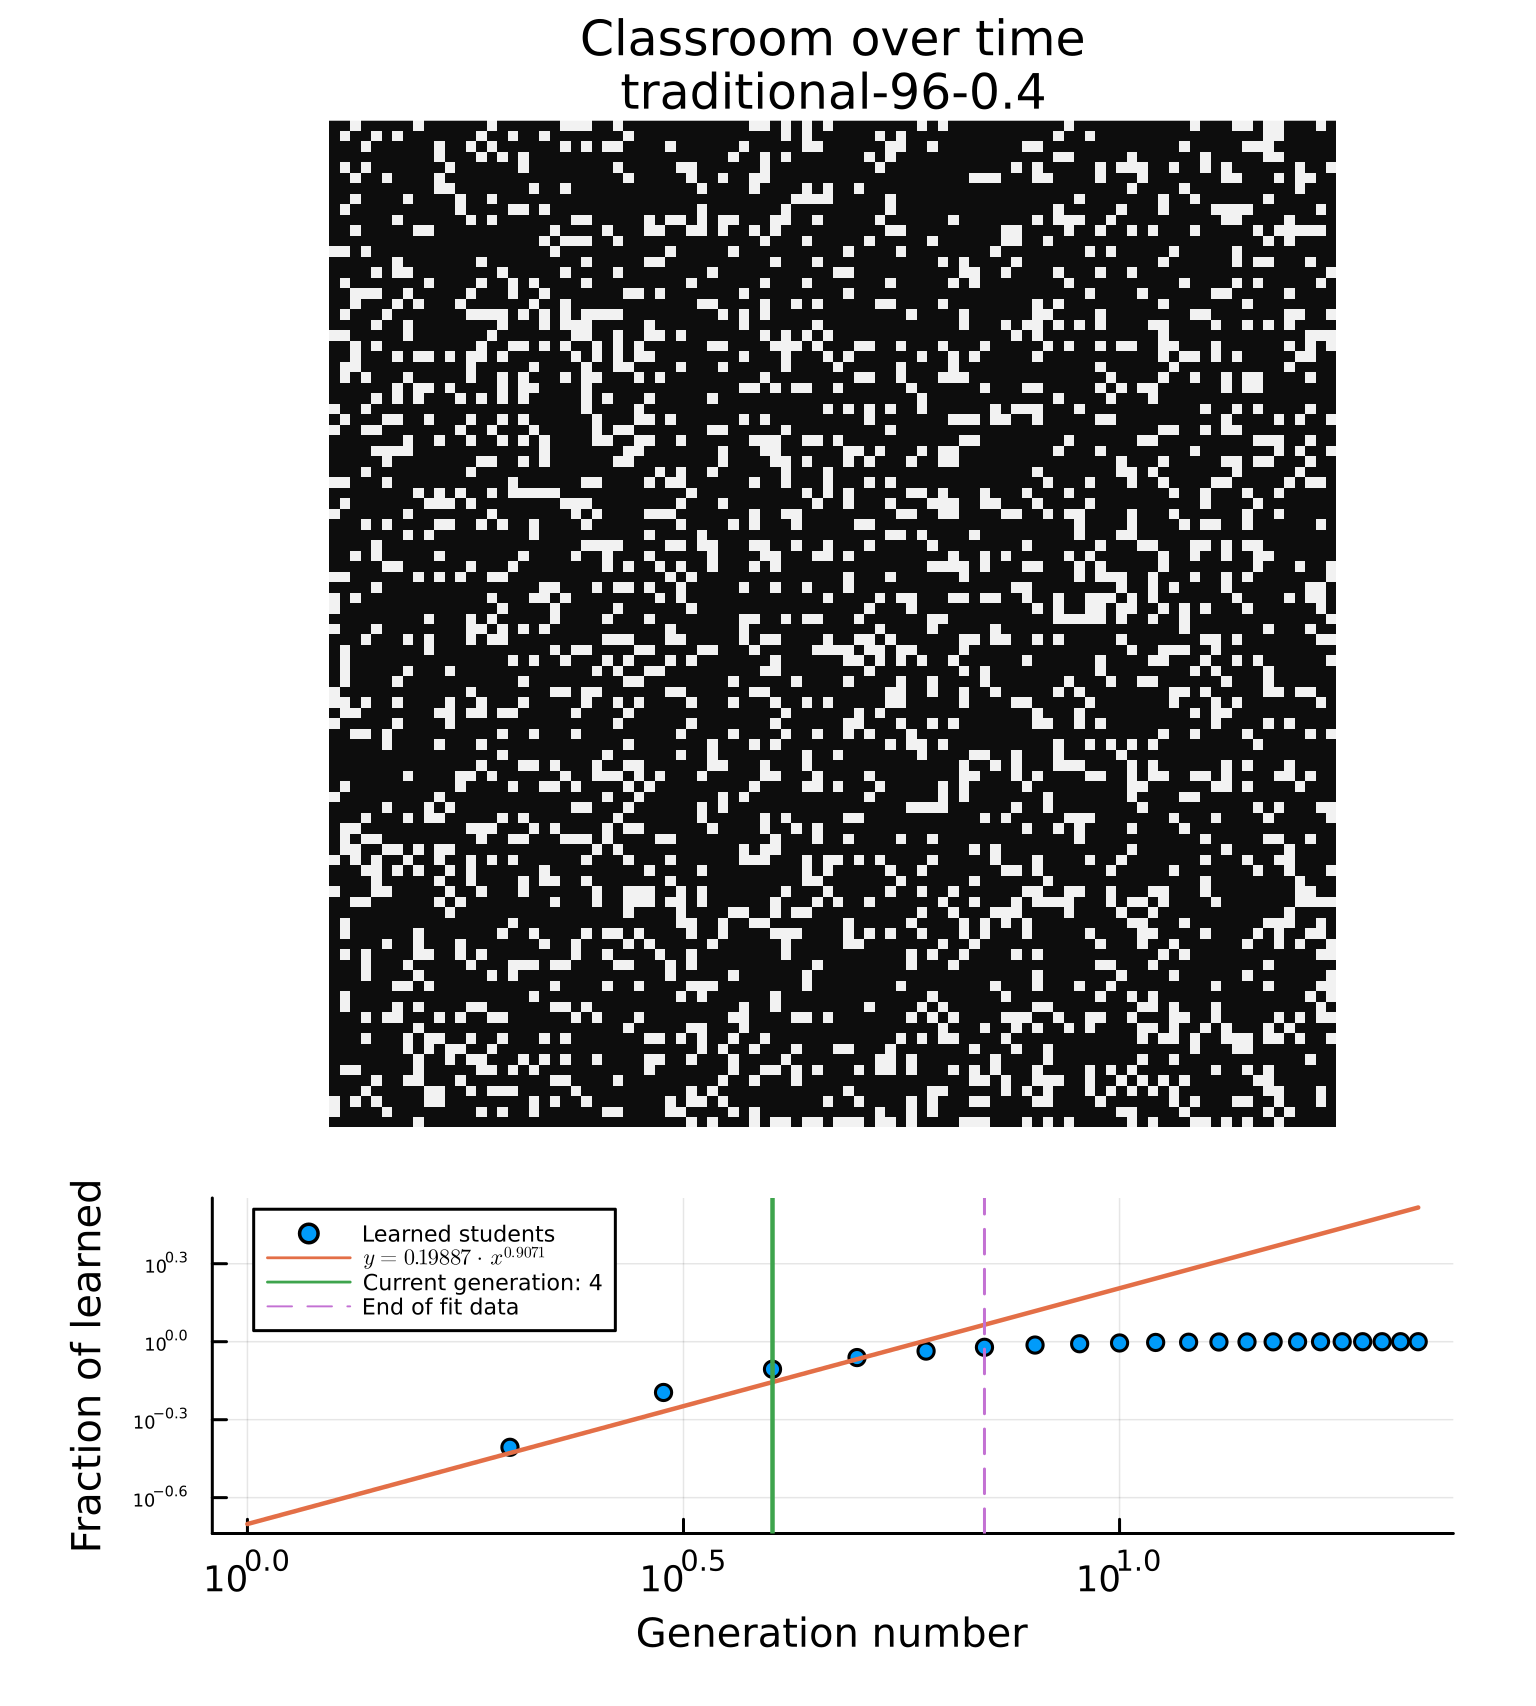 Classroom over time
traditional-96-0.4
Fraction of learned
Learned students
y = 0.19887 · x^0.9071
Current generation: 4
End of fit data
10^0.3
10^0.0
10^−0.3
10^−0.6
10^0.0 10^0.5 10^1.0
Generation number